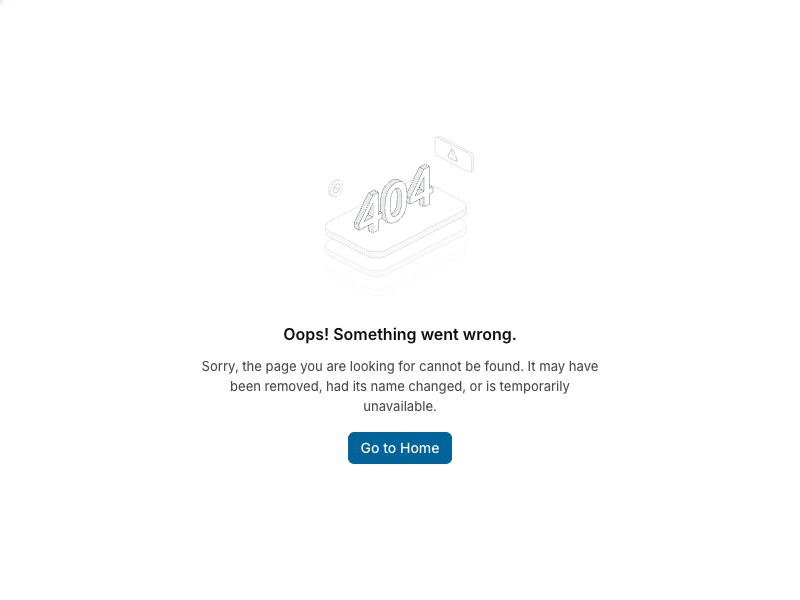 404
Oops! Something went wrong.
Sorry, the page you are looking for cannot be found. It may have
been removed, had its name changed, or is temporarily
unavailable.
Go to Home